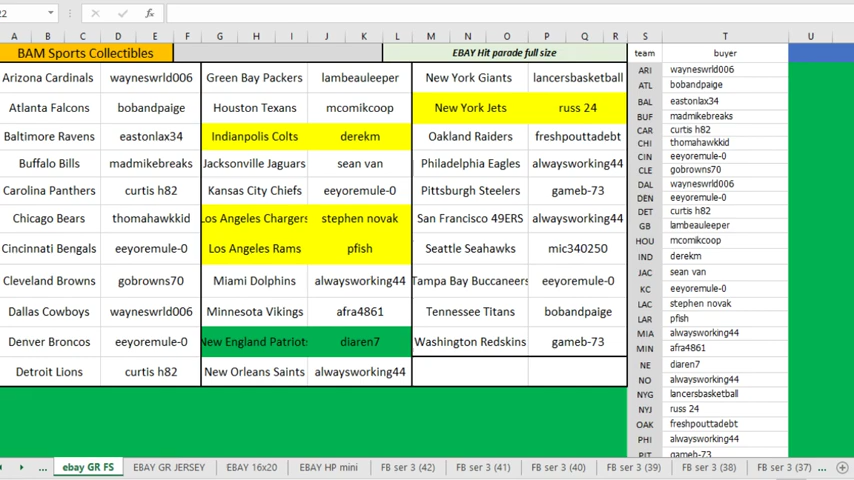 22 fx
A B C D E F G H I J K L M N O P Q R S T U
BAM Sports Collectibles EBAY Hit parade full size team buyer
Arizona Cardinals wayneswrld006 Green Bay Packers lambeauleeper New York Giants lancersbasketball
Atlanta Falcons bobandpaige Houston Texans mcomikcoop New York Jets russ 24
Baltimore Ravens eastonlax34 Indianpolis Colts derekm Oakland Raiders freshpouttadebt
Buffalo Bills madmikebreaks Jacksonville Jaguars sean van Philadelphia Eagles alwaysworking44
Carolina Panthers curtis h82 Kansas City Chiefs eeyoremule-0 Pittsburg Steelers gameb-73
Chicago Bears thomahawkkid Los Angeles Chargers stephen novak San Francisco 49ERS alwaysworking44
Cincinnati Bengals eeyoremule-0 Los Angeles Rams pfish Seattle Seahawks mic340250
Cleveland Browns gobrowns70 Miami Dolphins alwaysworking44 Tampa Bay Buccaneers eeyoremule-0
Dallas Cowboys wayneswrld006 Minnesota Vikings afra4861 Tennessee Titans bobandpaige
Denver Broncos eeyoremule-0 New England Patriots diaren7 Washington Redskins gameb-73
Detroit Lions curtis h82 New Orleans Saints alwaysworking44
ARI wayneswrld006
ATL bobandpaige
BAL eastonlax34
BUF madmikebreaks
CAR curtis h82
CHI thomahawkkid
CIN eeyoremule-0
CLE gobrowns70
DAL wayneswrld006
DEN eeyoremule-0
DET curtis h82
GB lambeauleeper
HOU mcomikcoop
IND derekm
JAC sean van
KC eeyoremule-0
LAC stephen novak
LAR pfish
MIA alwaysworking44
MIN afra4861
NE diaren7
NO alwaysworking44
NYG lancersbasketball
NYJ russ 24
OAK freshpouttadebt
PHI alwaysworking44
PIT gameb-73
... ebay GR FS EBAY GR JERSEY EBAY 16x20 EBAY HP mini FB ser 3 (42) FB ser 3 (41) FB ser 3 (40) FB ser 3 (39) FB ser 3 (38) FB ser 3 (37) ...